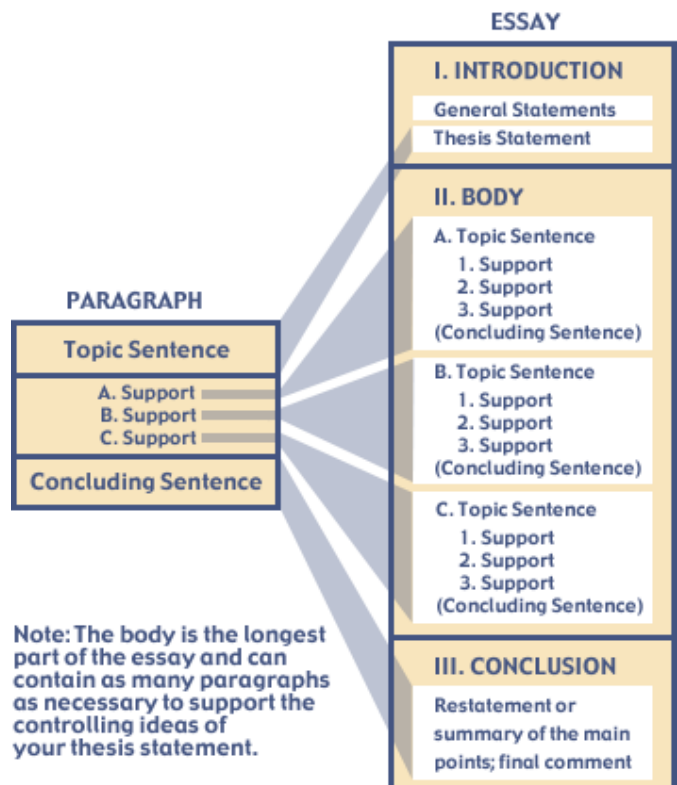 ESSAY
I. INTRODUCTION
General Statements
Thesis Statement
II. BODY
A. Topic Sentence
1. Support
2. Support
3. Support
(Concluding Sentence)
B. Topic Sentence
1. Support
2. Support
3. Support
(Concluding Sentence)
C. Topic Sentence
1. Support
2. Support
3. Support
(Concluding Sentence)
III. CONCLUSION
Restatement or
summary of the main
points; final comment
PARAGRAPH
Topic Sentence
A. Support
B. Support
C. Support
Concluding Sentence
Note: The body is the longest
part of the essay and can
contain as many paragraphs
as necessary to support the
controlling ideas of
your thesis statement.